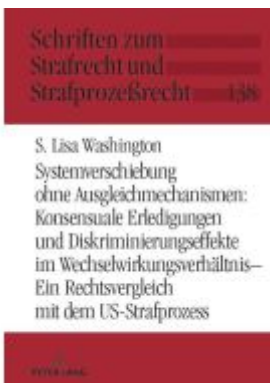 Schriften zum
Strafrecht und
Strafprozeßrecht 138
S. Lisa Washington
Systemverschiebung
ohne Ausgleichmechanismen:
Konsensuale Erledigungen
und Diskriminierungseffekte
im Wechselwirkungsverhältnis–
Ein Rechtsvergleich
mit dem US-Strafprozess
PETER LANG